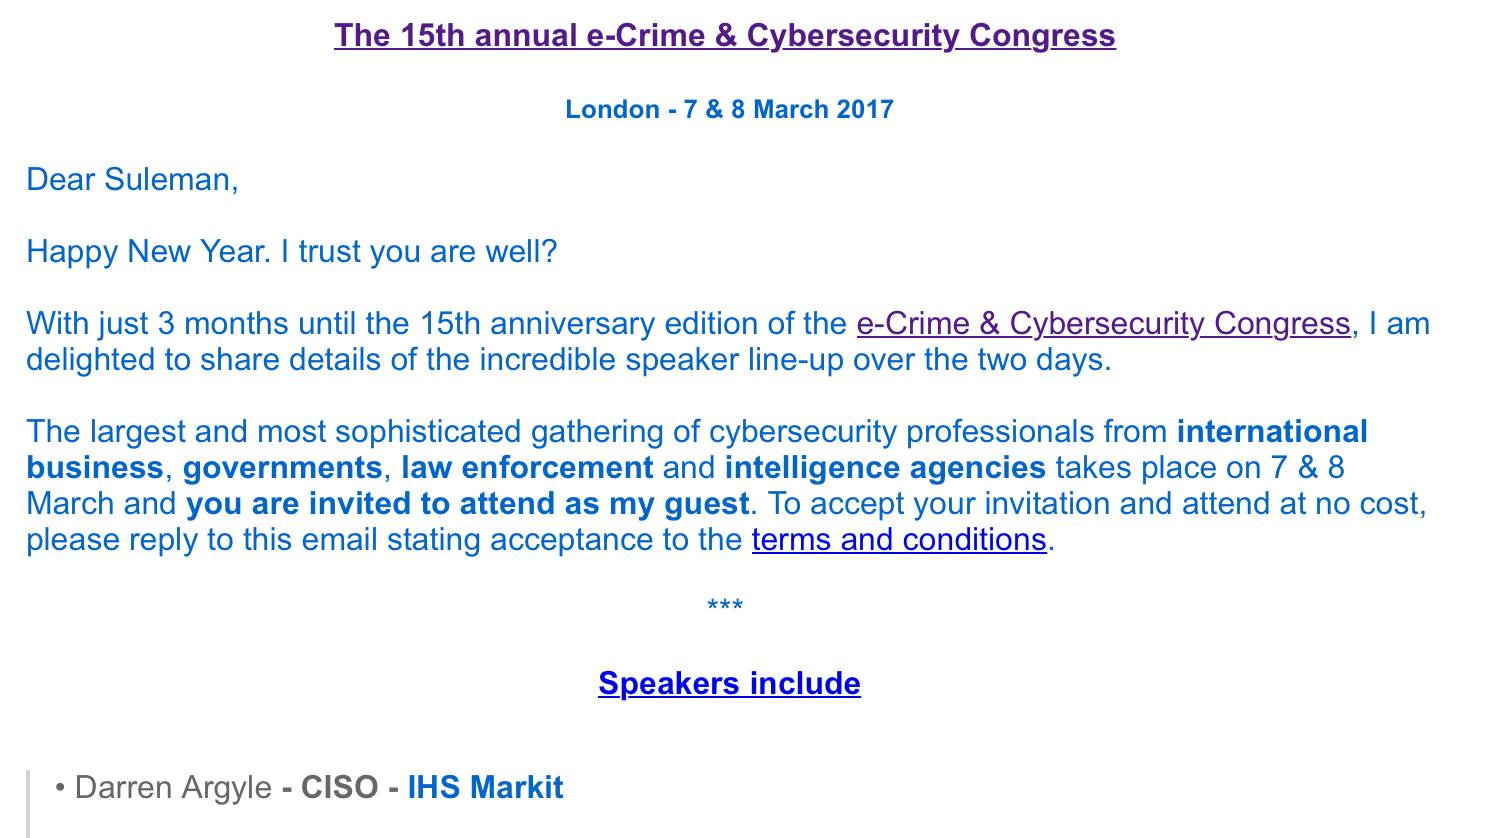 The 15th annual e-Crime & Cybersecurity Congress
London - 7 & 8 March 2017
Dear Suleman,
Happy New Year. I trust you are well?
With just 3 months until the 15th anniversary edition of the e-Crime & Cybersecurity Congress, I am
delighted to share details of the incredible speaker line-up over the two days.
The largest and most sophisticated gathering of cybersecurity professionals from international
business, governments, law enforcement and intelligence agencies takes place on 7 & 8
March and you are invited to attend as my guest. To accept your invitation and attend at no cost,
please reply to this email stating acceptance to the terms and conditions.
***
Speakers include
• Darren Argyle - CISO - IHS Markit